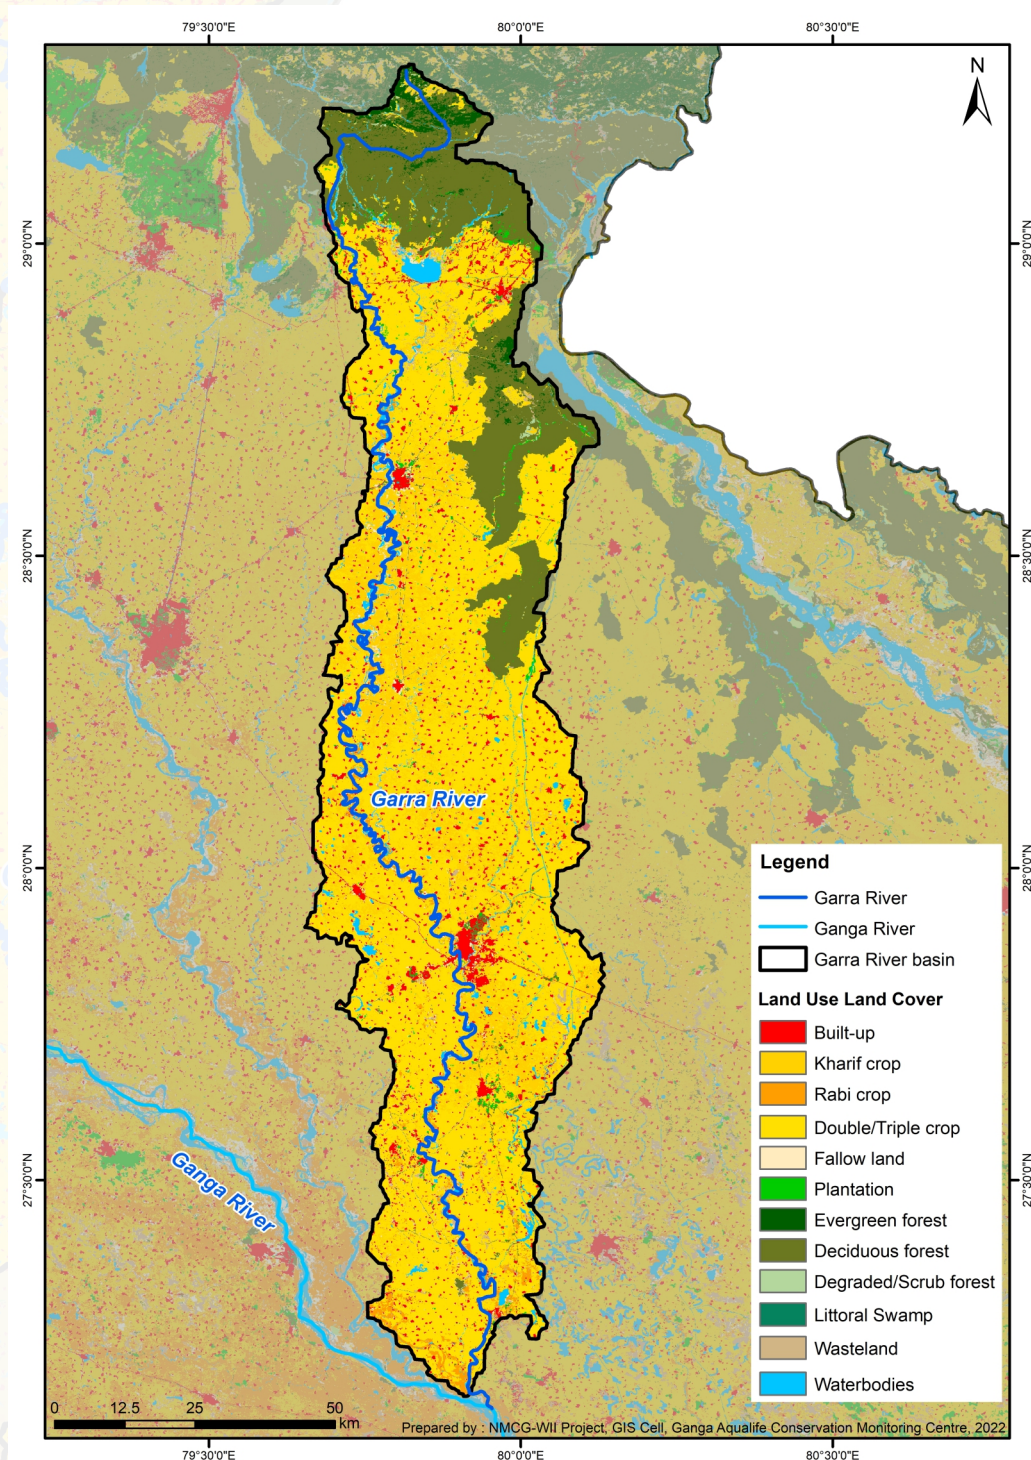 79°30'0"E
80°0'0"E
80°30'0"E
N
29°0'0"N
29°0'0"N
28°30'0"N
28°30'0"N
Garra River
28°0'0"N
28°0'0"N
Legend
Garra River
Ganga River
Garra River basin
Land Use Land Cover
Built-up
Kharif crop
Rabi crop
Double/Triple crop
Fallow land
Plantation
Evergreen forest
Deciduous forest
Degraded/Scrub forest
Littoral Swamp
Wasteland
Waterbodies
27°30'0"N
27°30'0"N
Ganga River
0 12.5 25 50
km
Prepared by : NMCG-WII Project, GIS Cell, Ganga Aqualife Conservation Monitoring Centre, 2022
79°30'0"E
80°0'0"E
80°30'0"E